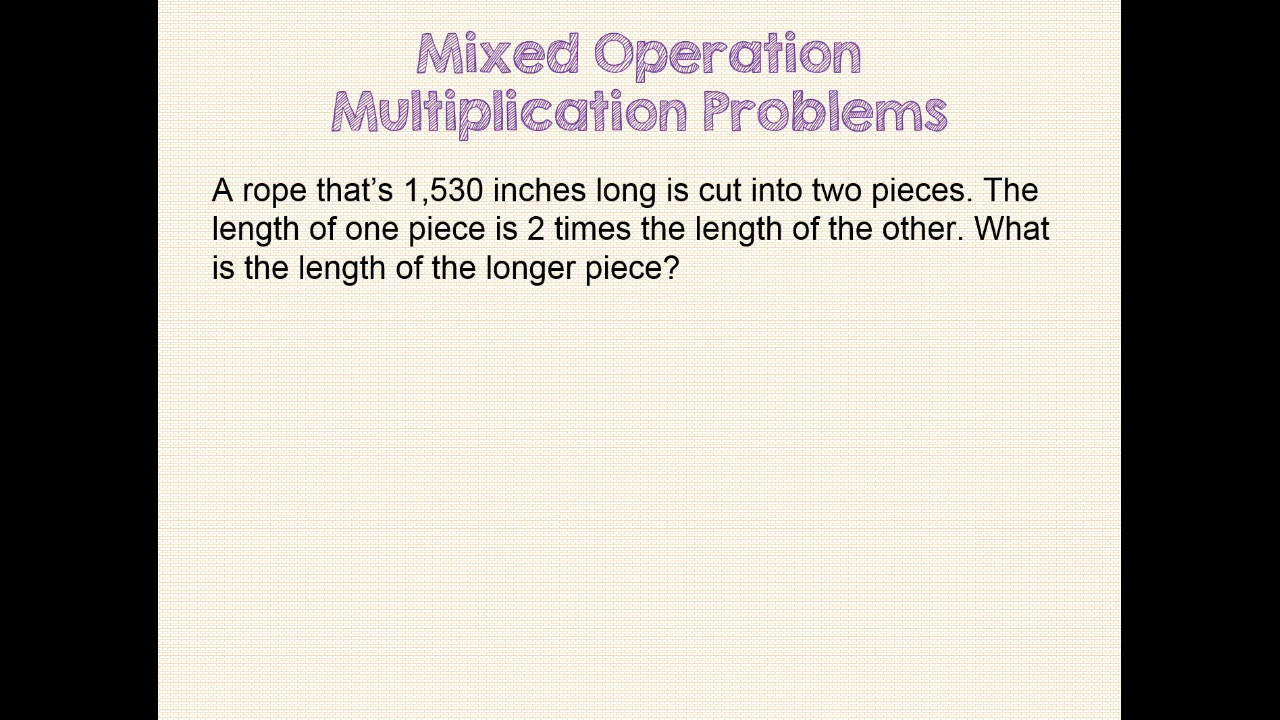 Mixed Operation
Multiplication Problems
A rope that’s 1,530 inches long is cut into two pieces. The
length of one piece is 2 times the length of the other. What
is the length of the longer piece?